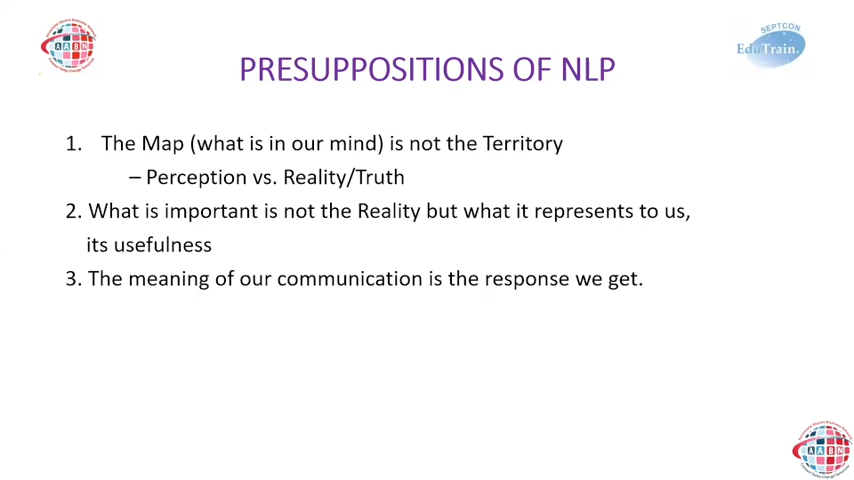 AABN
SEPTCON
EduTrain
PRESUPPOSITIONS OF NLP
1. The Map (what is in our mind) is not the Territory
– Perception vs. Reality/Truth
2. What is important is not the Reality but what it represents to us,
its usefulness
3. The meaning of our communication is the response we get.
AABN